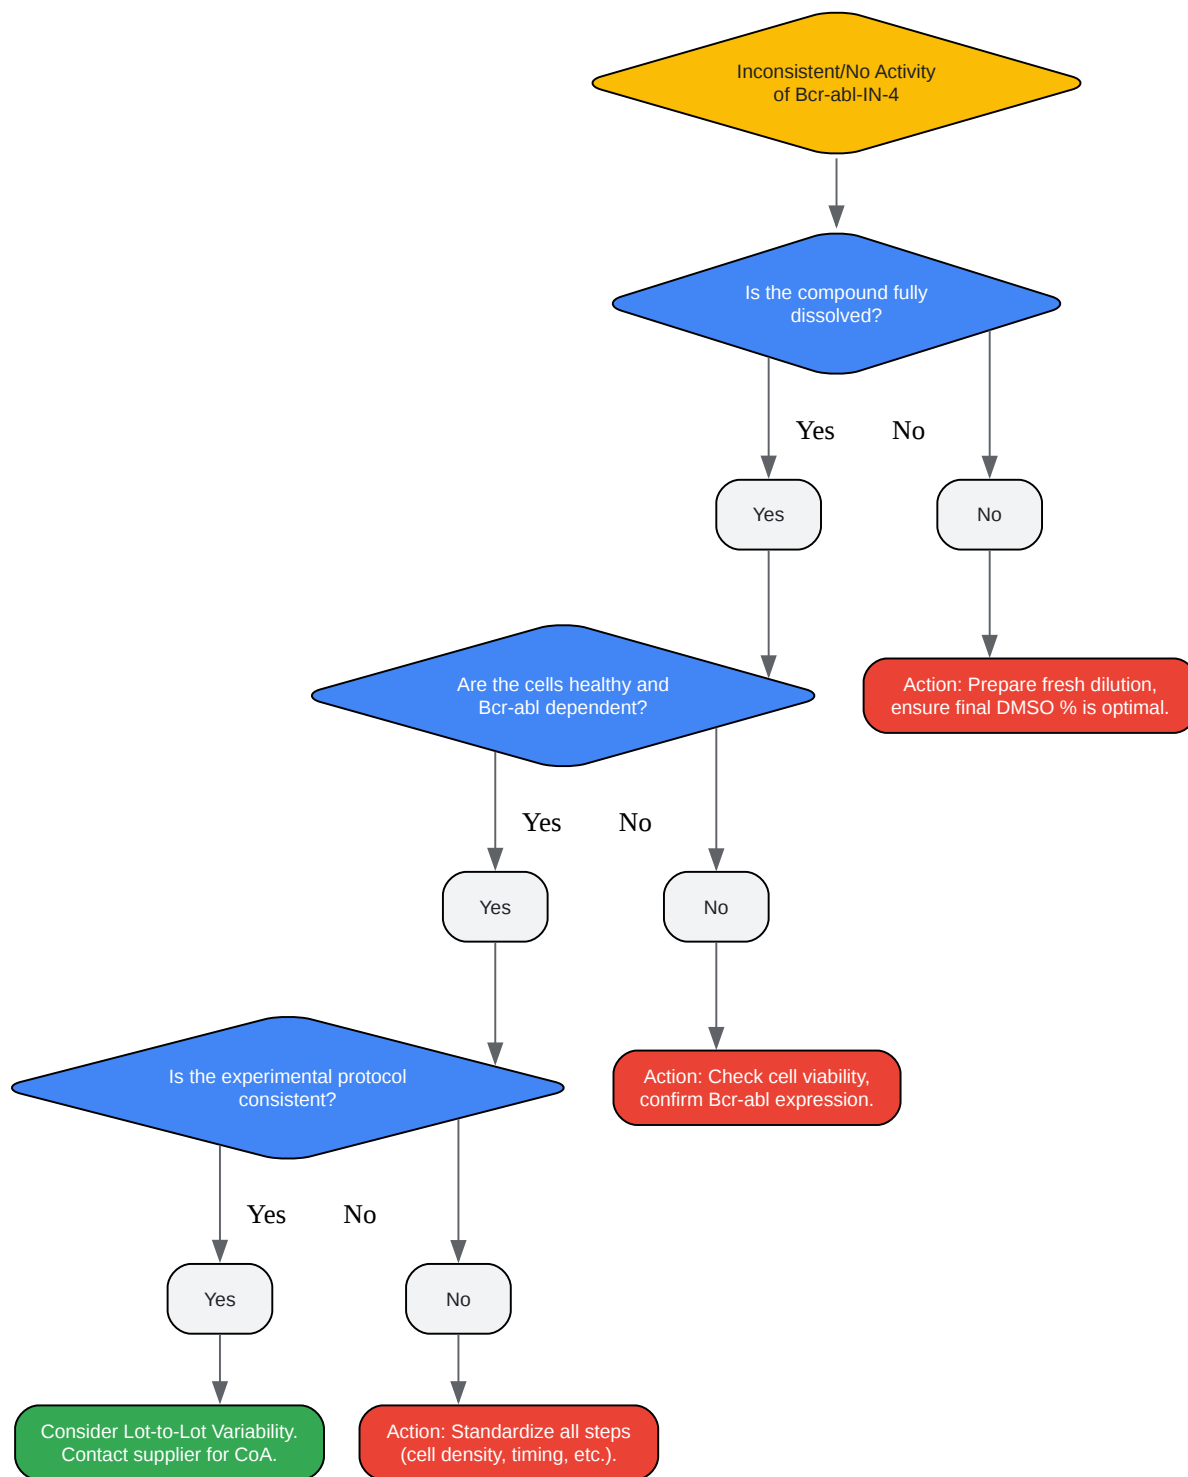 Inconsistent/No Activity
of Bcr-abl-IN-4
Is the compound fully
dissolved?
Yes
No
Yes
No
Are the cells healthy and
Bcr-abl dependent?
Action: Prepare fresh dilution,
ensure final DMSO % is optimal.
Yes
No
Yes
No
Is the experimental protocol
consistent?
Action: Check cell viability,
confirm Bcr-abl expression.
Yes
No
Yes
No
Consider Lot-to-Lot Variability.
Contact supplier for CoA.
Action: Standardize all steps
(cell density, timing, etc.).